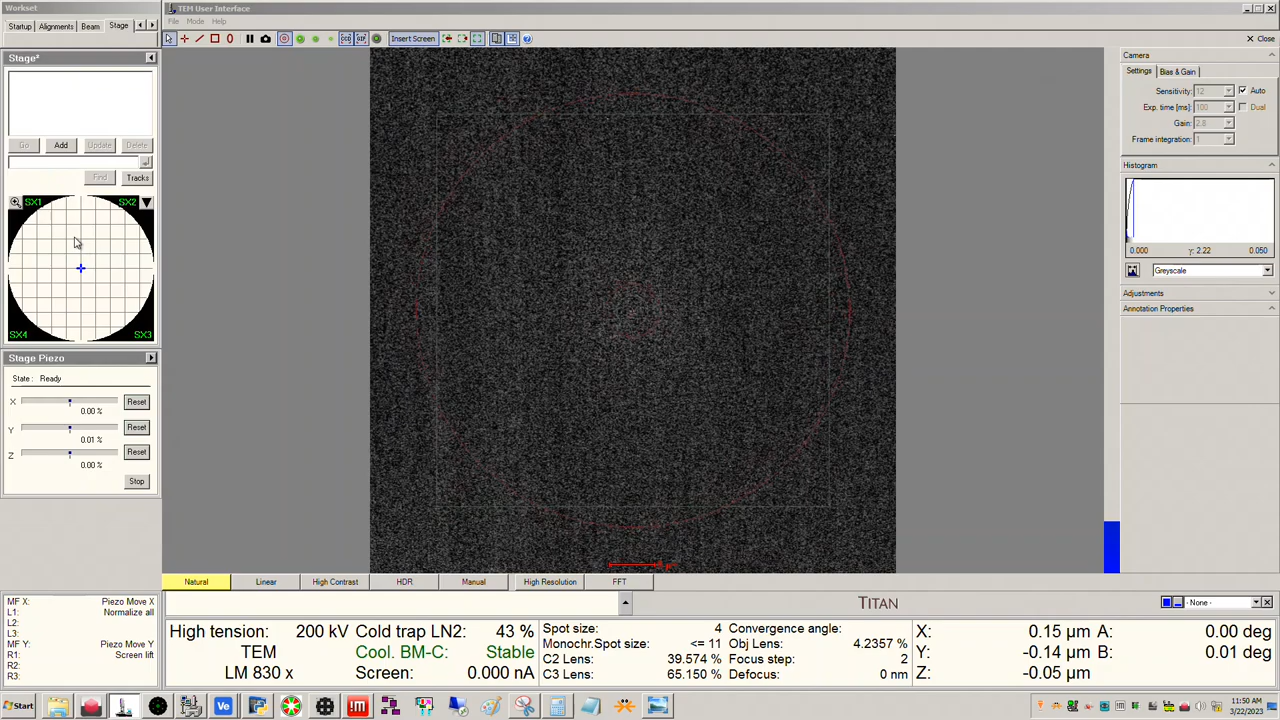 Workset
TEM User Interface
Startup Alignments Beam Stage
File Mode Help
Insert Screen
Close
Stage*
Camera
Settings Bias & Gain
Sensitivity: 12 Auto
Exp. time [ms]: 100 Dual
Gain: 2.8
Frame integration: 1
Go Add Update Delete
Find Tracks
Histogram
SX1 SX2
SX4 SX3
0.000 γ: 2.22 0.050
Greyscale
Adjustments
Annotation Properties
Stage Piezo
State: Ready
X Reset
0.00 %
Y Reset
0.01 %
Z Reset
0.00 %
Stop
Natural Linear High Contrast HDR Manual High Resolution FFT
MF X: Piezo Move X
L1: Normalize all
L2:
L3:
MF Y: Piezo Move Y
R1: Screen lift
R2:
R3:
TITAN
- None -
High tension: 200 kV
TEM
LM 830 x
Cold trap LN2: 43 %
Cool. BM-C: Stable
Screen: 0.000 nA
Spot size: 4
Monochr.Spot size: <= 11
C2 Lens: 39.574 %
C3 Lens: 65.150 %
Convergence angle:
Obj Lens: 4.2357 %
Focus step: 2
Defocus: 0 nm
X: 0.15 µm
Y: -0.14 µm
Z: -0.05 µm
A: 0.00 deg
B: 0.01 deg
Start
11:50 AM
3/22/2023